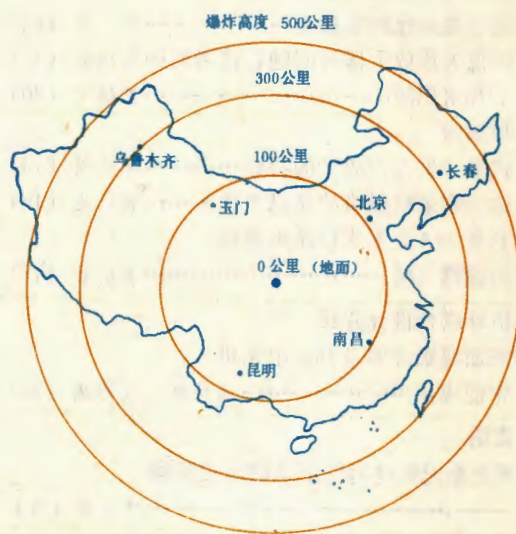 爆炸高度 500公里
300公里
乌鲁木齐
100公里
长春
玉门
北京
0公里 (地面)
南昌
昆明